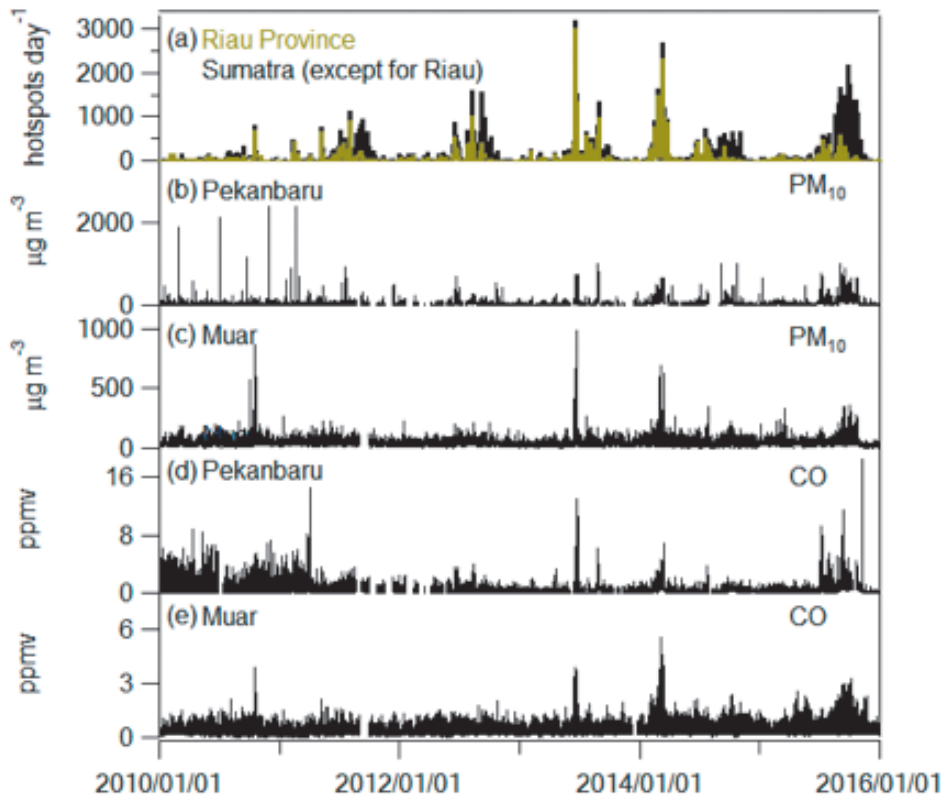 (a) Riau Province
Sumatra (except for Riau)
hotspots day⁻¹
3000
2000
1000
0
(b) Pekanbaru
PM₁₀
µg m⁻³
2000
0
(c) Muar
PM₁₀
µg m⁻³
1000
500
0
(d) Pekanbaru
CO
ppmv
16
8
0
(e) Muar
CO
ppmv
6
3
0
2010/01/01 2012/01/01 2014/01/01 2016/01/01